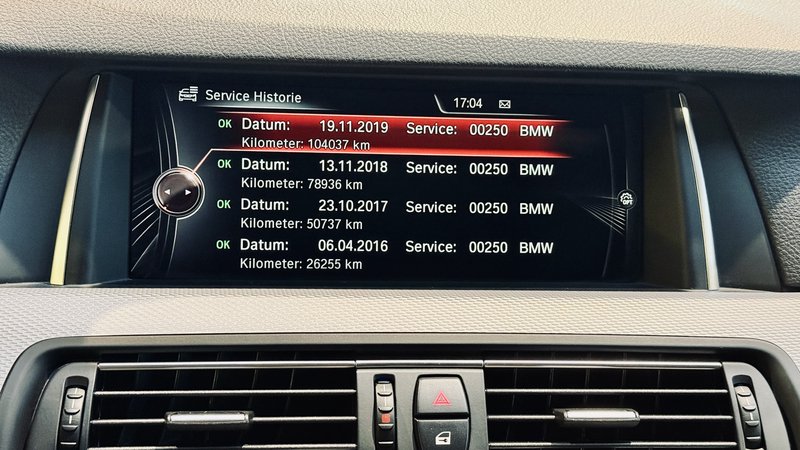 Service Historie 17:04
OK Datum: 19.11.2019 Service: 00250 BMW
Kilometer: 104037 km
OK Datum: 13.11.2018 Service: 00250 BMW
Kilometer: 78936 km
OK Datum: 23.10.2017 Service: 00250 BMW
Kilometer: 50737 km
OK Datum: 06.04.2016 Service: 00250 BMW
Kilometer: 26255 km
OPT